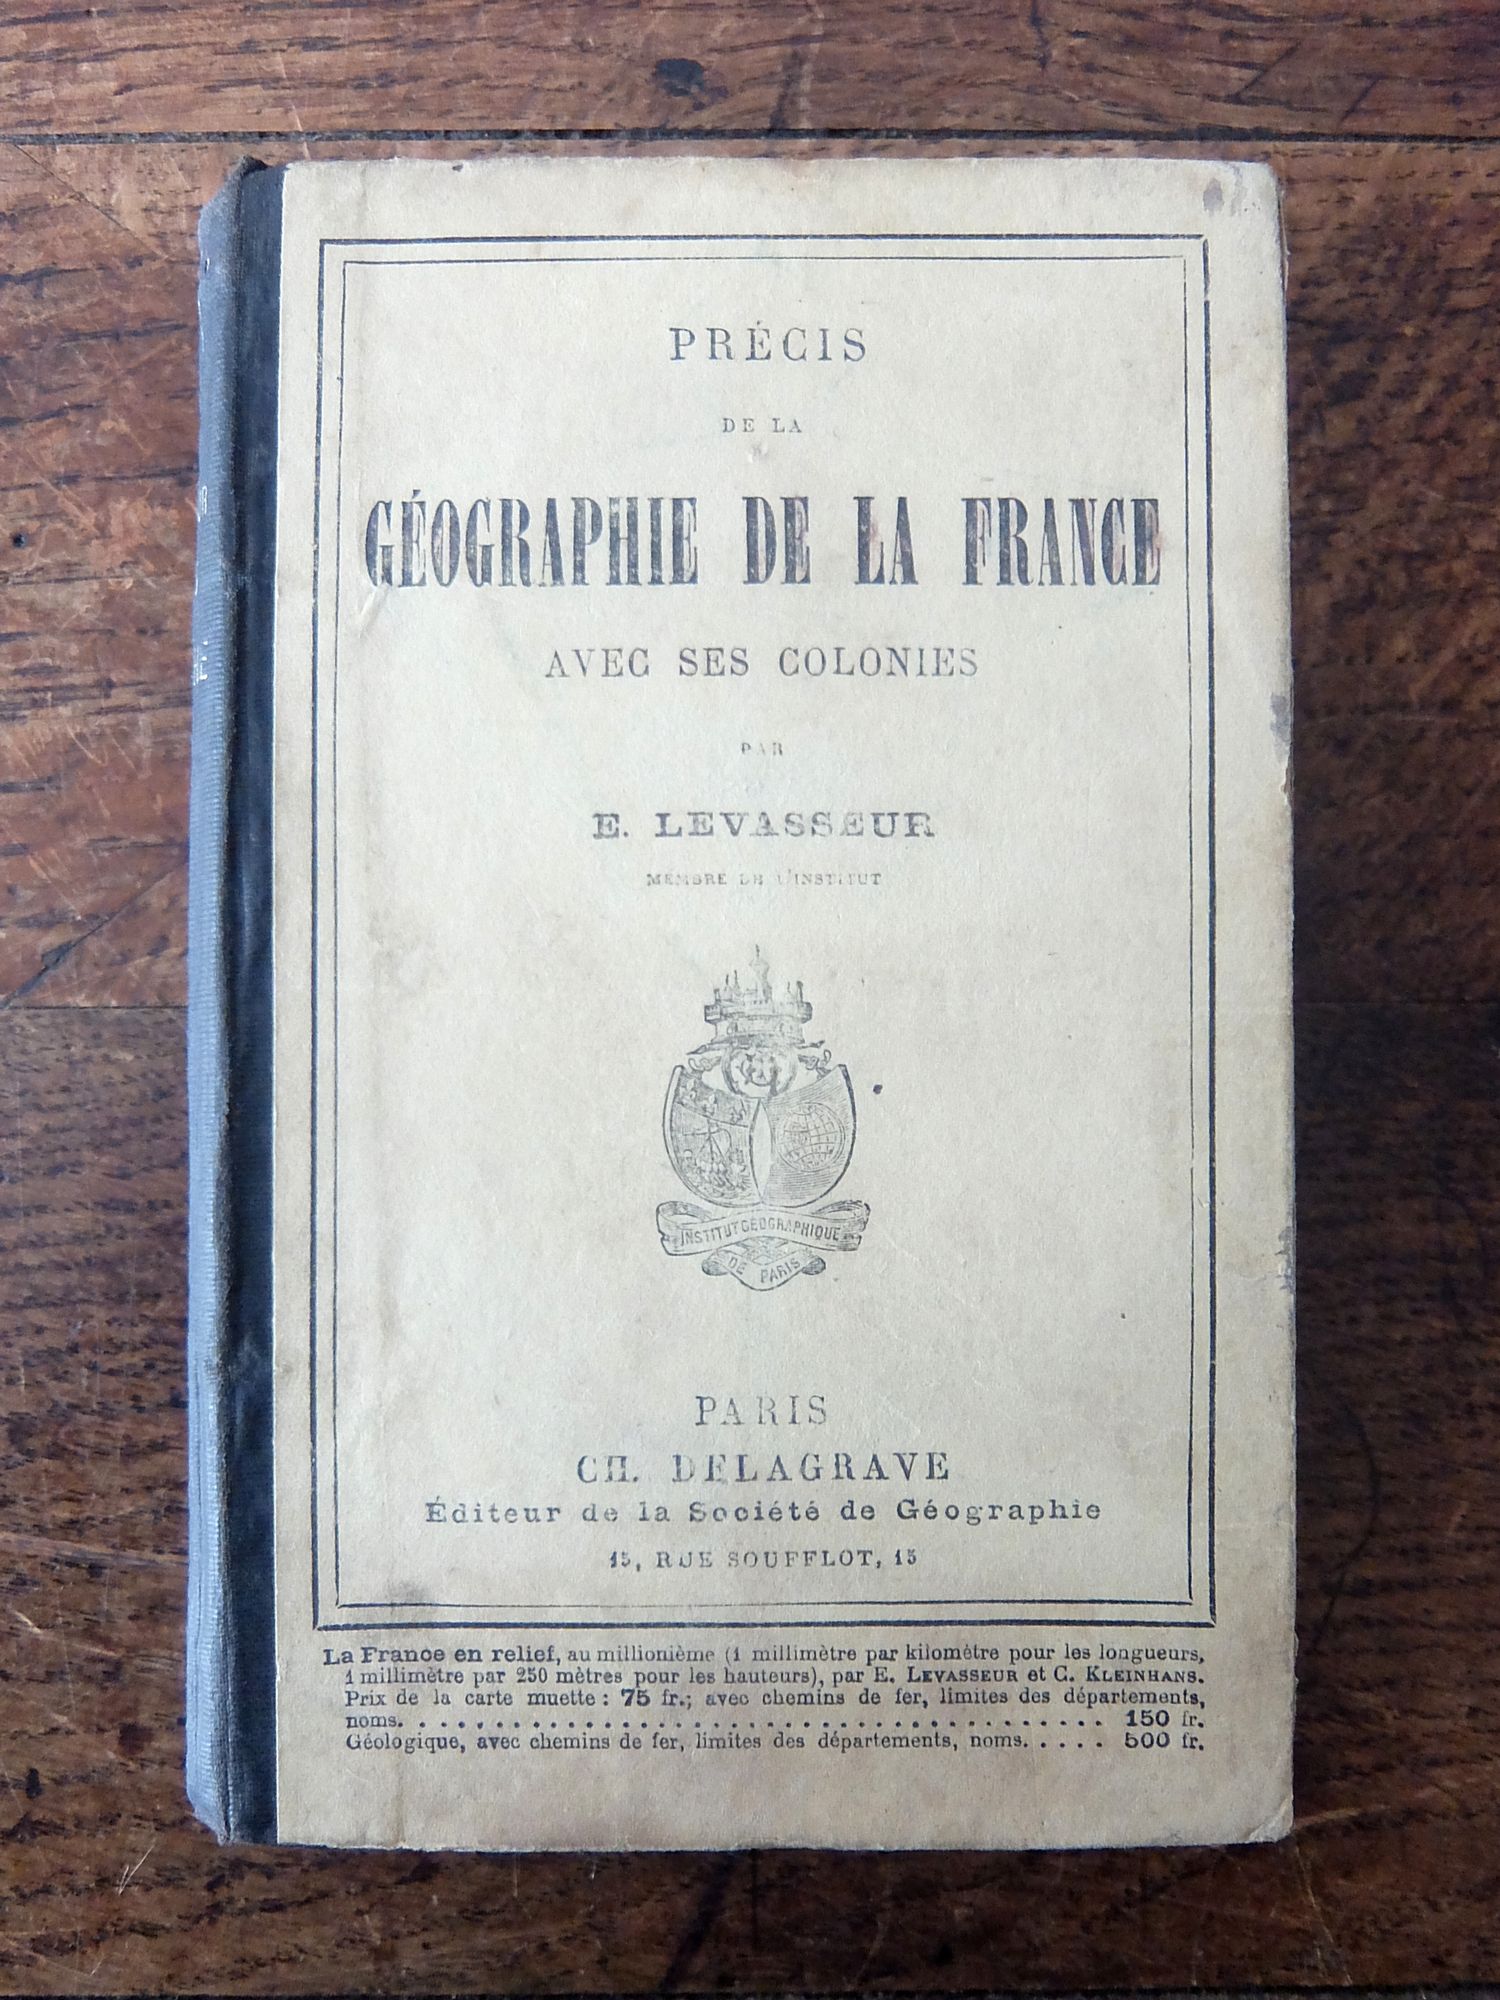 PRÉCIS
DE LA
GÉOGRAPHIE DE LA FRANCE
AVEC SES COLONIES
PAR
E. LEVASSEUR
MEMBRE DE L'INSTITUT
INSTITUT GÉOGRAPHIQUE
DE PARIS
PARIS
CH. DELAGRAVE
Éditeur de la Société de Géographie
15, RUE SOUFFLOT, 15
La France en relief, au millionième (1 millimètre par kilomètre pour les longueurs,
1 millimètre par 250 mètres pour les hauteurs), par E. LEVASSEUR et C. KLEINHANS.
Prix de la carte muette : 75 fr.; avec chemins de fer, limites des départements,
noms. . . . . . . . . . . . . . . . . . . . . . . . . . . . . . . . . . . . . . 150 fr.
Géologique, avec chemins de fer, limites des départements, noms. . . . . 500 fr.